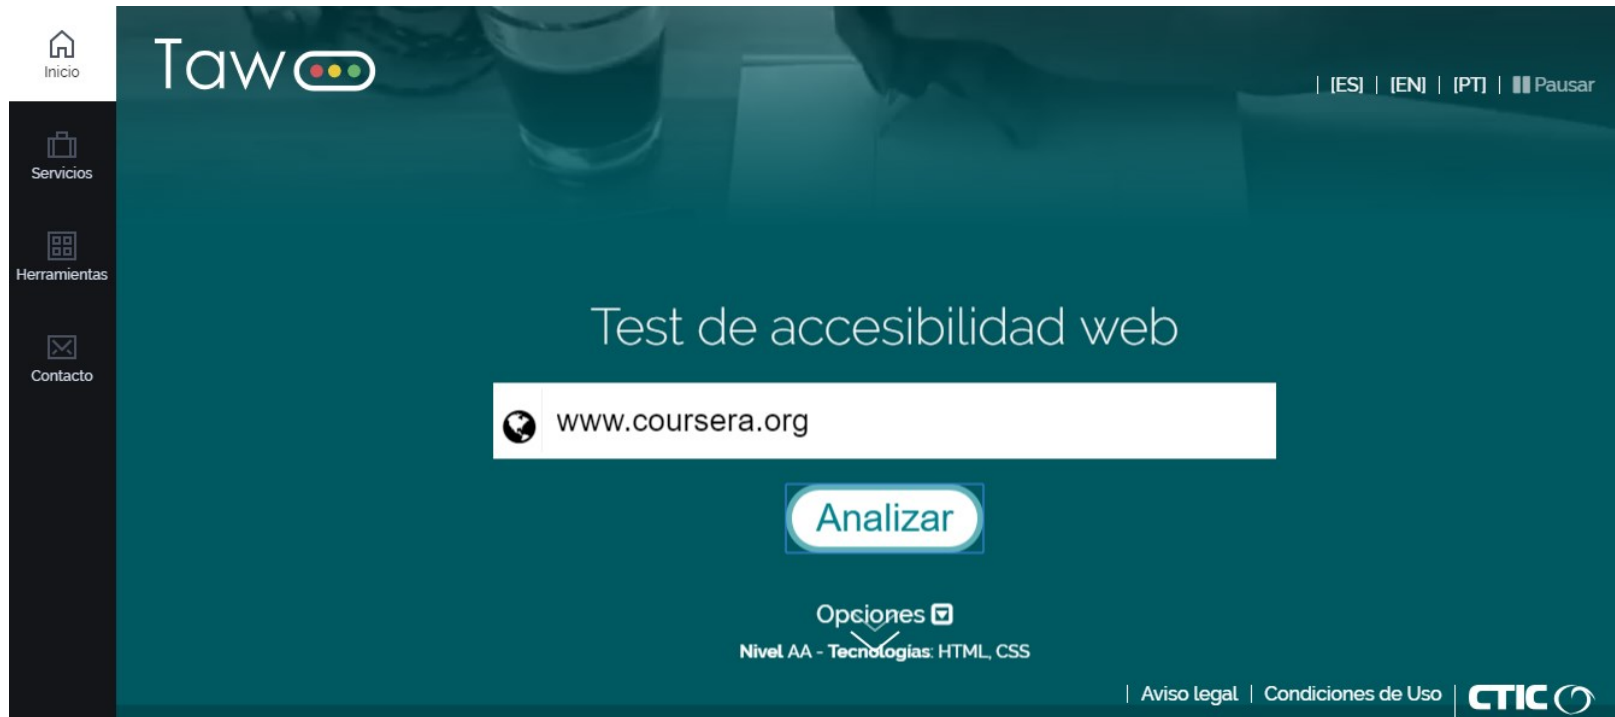 Inicio
Taw
| [ES] | [EN] | [PT] | Pausar
Servicios
Herramientas
Contacto
Test de accesibilidad web
www.coursera.org
Analizar
Opciones
Nivel AA - Tecnologías: HTML, CSS
| Aviso legal | Condiciones de Uso | CTIC